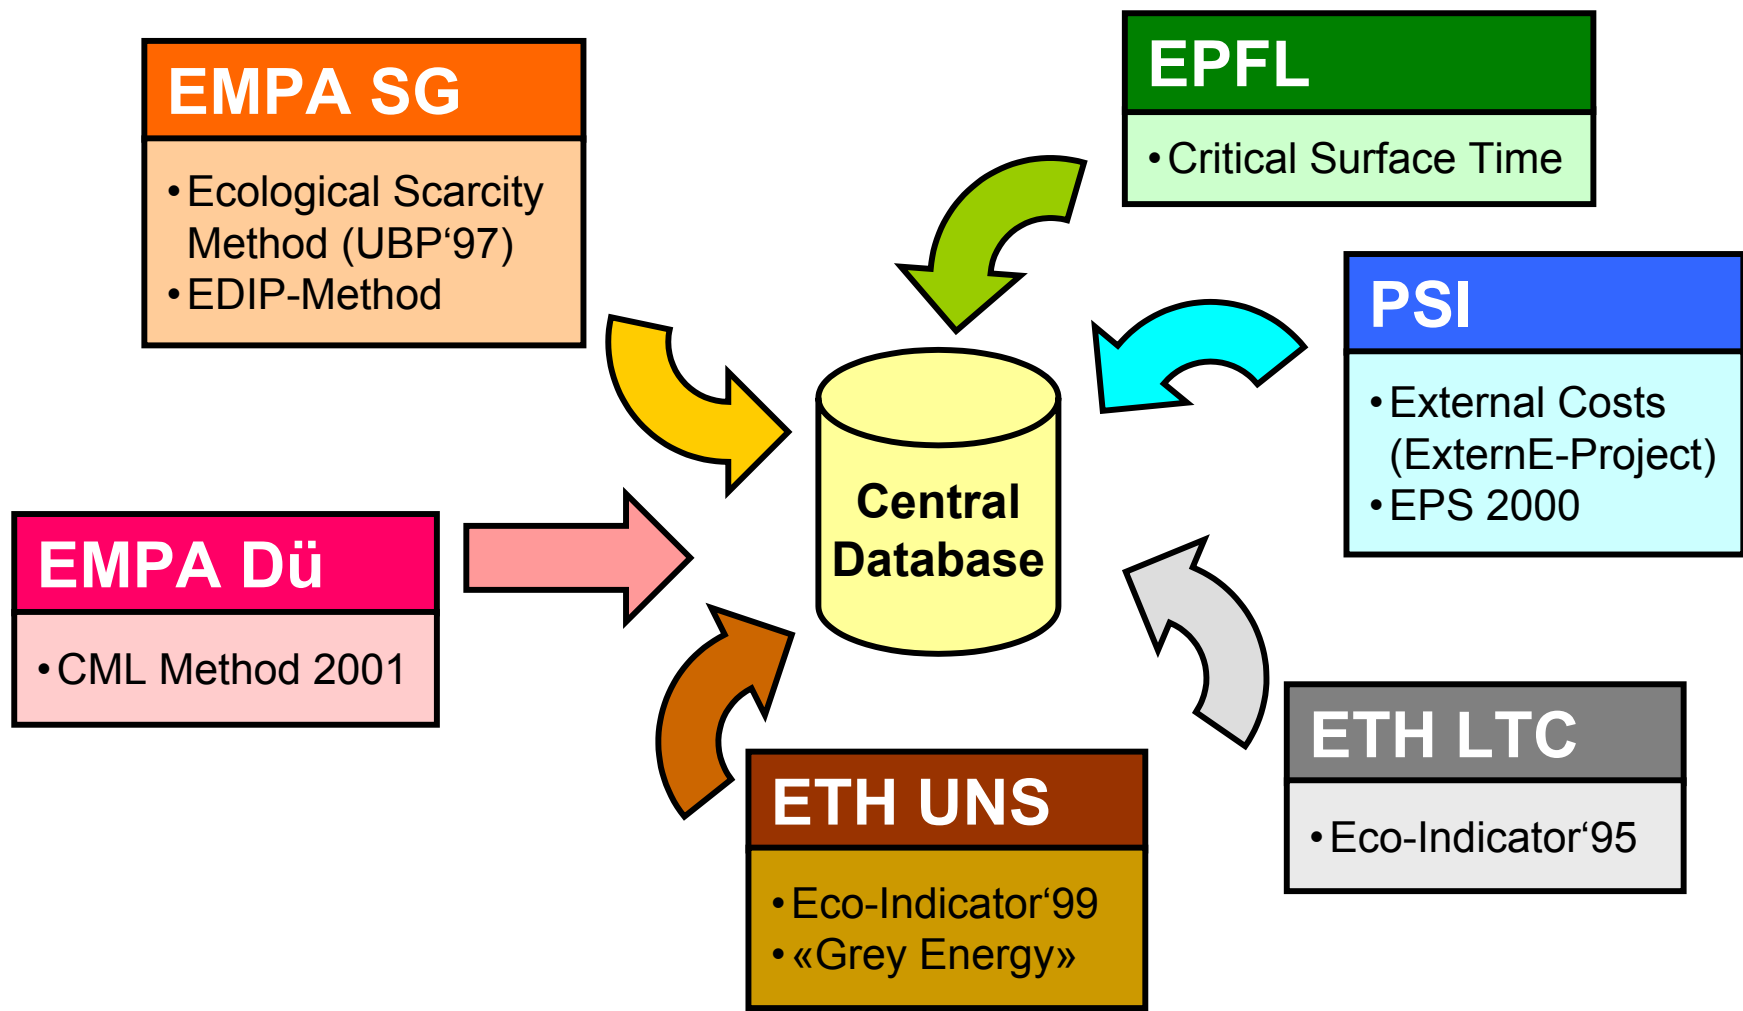 EMPA SG
• Ecological Scarcity
Method (UBP‘97)
• EDIP-Method
EPFL
• Critical Surface Time
PSI
• External Costs
(ExternE-Project)
• EPS 2000
Central
Database
EMPA Dü
• CML Method 2001
ETH UNS
• Eco-Indicator‘99
• «Grey Energy»
ETH LTC
• Eco-Indicator‘95